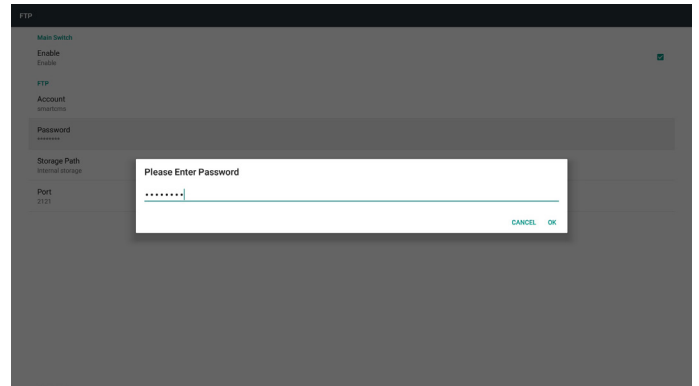 FTP
Main Switch
Enable
Enable
FTP
Account
smartcms
Password
********
Storage Path
Internal storage
Port
2121
Please Enter Password
••••••••
CANCEL OK